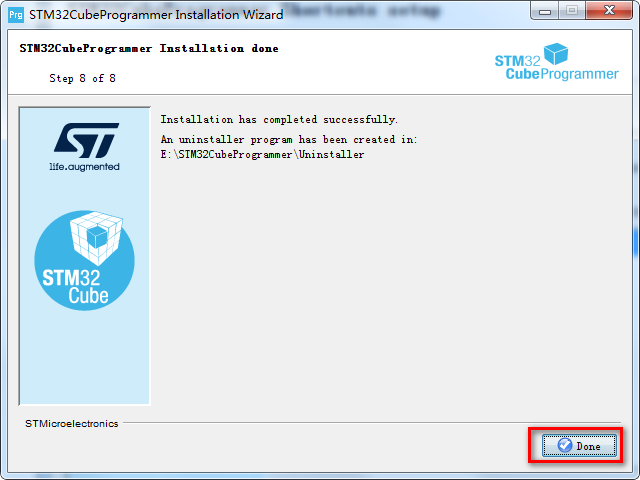 STM32CubeProgrammer Installation Wizard
STM32CubeProgrammer Installation done
Step 8 of 8
STM32
CubeProgrammer
Installation has completed successfully.
An uninstaller program has been created in:
E:\STM32CubeProgrammer\Uninstaller
ST
life.augmented
STM32
Cube
STMicroelectronics
Done
Prg